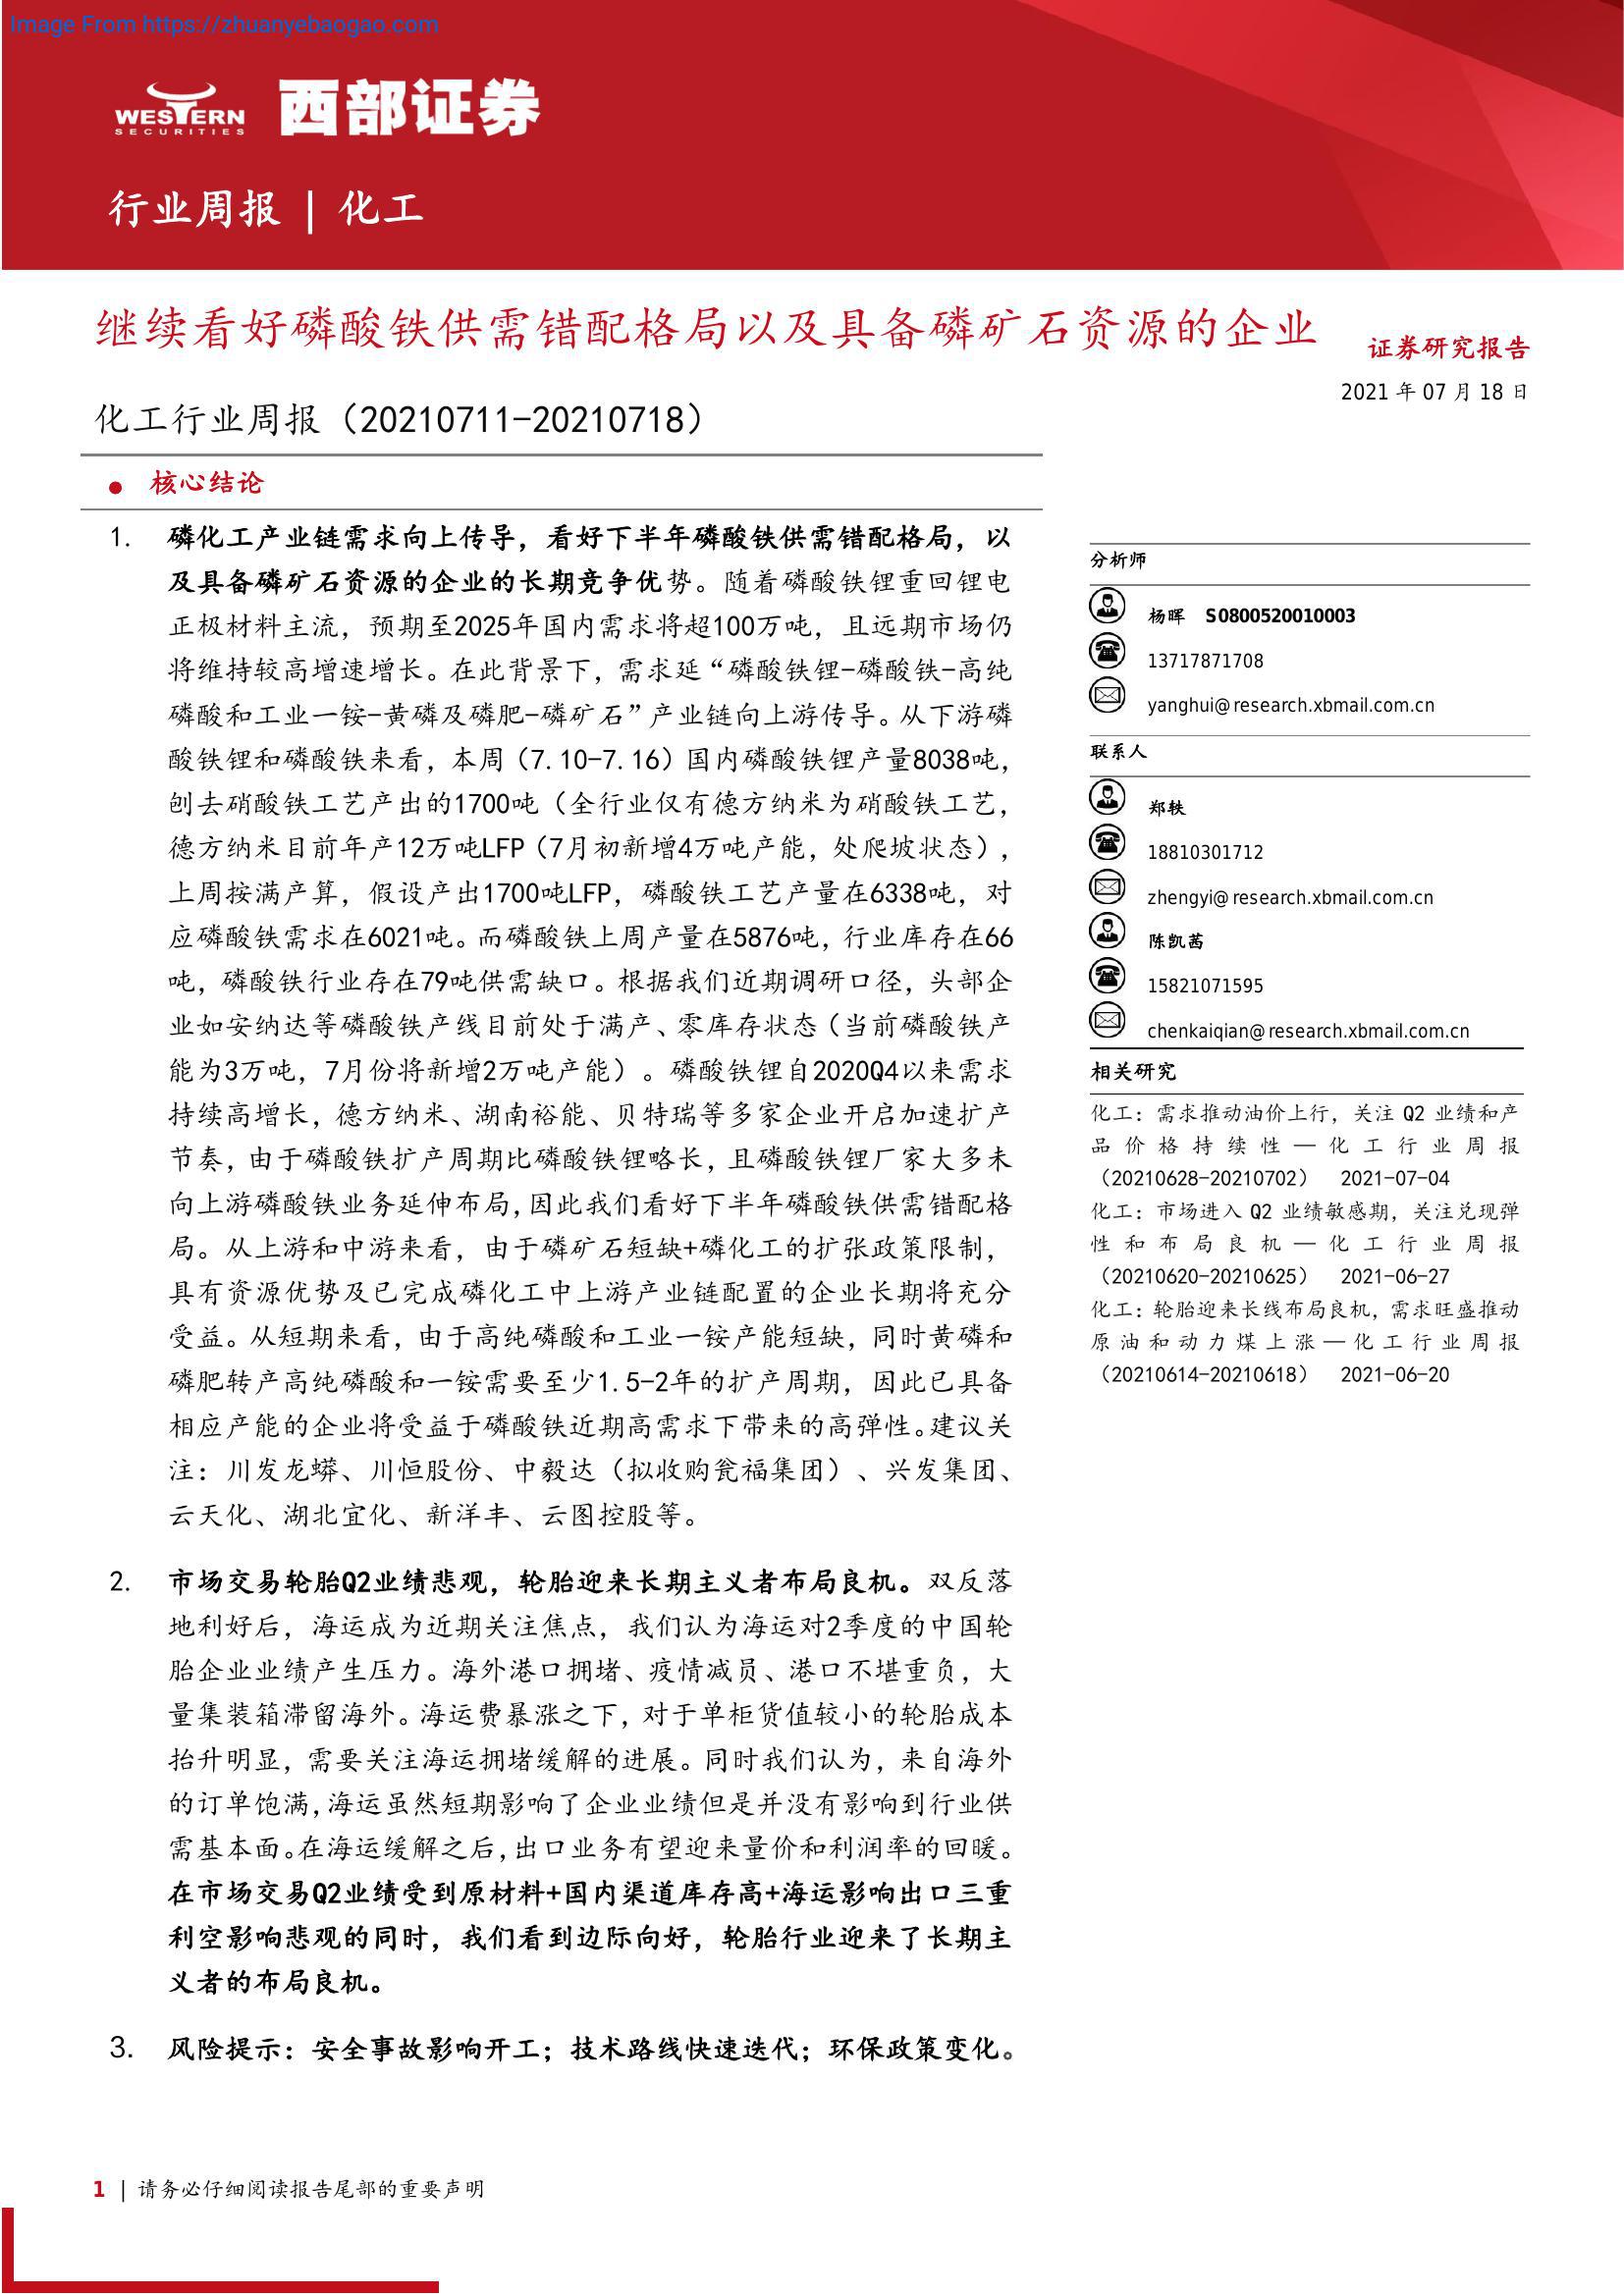 Image From https://zhuanyebaogao.com
WESTERN
SECURITIES
西部证券
行业周报 | 化工
继续看好磷酸铁供需错配格局以及具备磷矿石资源的企业
证券研究报告
2021 年 07 月 18 日
化工行业周报（20210711-20210718）
● 核心结论
1. 磷化工产业链需求向上传导，看好下半年磷酸铁供需错配格局，以
及具备磷矿石资源的企业的长期竞争优势。随着磷酸铁锂重回锂电
正极材料主流，预期至2025年国内需求将超100万吨，且远期市场仍
将维持较高增速增长。在此背景下，需求延“磷酸铁锂-磷酸铁-高纯
磷酸和工业一铵-黄磷及磷肥-磷矿石”产业链向上游传导。从下游磷
酸铁锂和磷酸铁来看，本周（7.10-7.16）国内磷酸铁锂产量8038吨，
刨去硝酸铁工艺产出的1700吨（全行业仅有德方纳米为硝酸铁工艺，
德方纳米目前年产12万吨LFP（7月初新增4万吨产能，处爬坡状态），
上周按满产算，假设产出1700吨LFP，磷酸铁工艺产量在6338吨，对
应磷酸铁需求在6021吨。而磷酸铁上周产量在5876吨，行业库存在66
吨，磷酸铁行业存在79吨供需缺口。根据我们近期调研口径，头部企
业如安纳达等磷酸铁产线目前处于满产、零库存状态（当前磷酸铁产
能为3万吨，7月份将新增2万吨产能）。磷酸铁锂自2020Q4以来需求
持续高增长，德方纳米、湖南裕能、贝特瑞等多家企业开启加速扩产
节奏，由于磷酸铁扩产周期比磷酸铁锂略长，且磷酸铁锂厂家大多未
向上游磷酸铁业务延伸布局，因此我们看好下半年磷酸铁供需错配格
局。从上游和中游来看，由于磷矿石短缺+磷化工的扩张政策限制，
具有资源优势及已完成磷化工中上游产业链配置的企业长期将充分
受益。从短期来看，由于高纯磷酸和工业一铵产能短缺，同时黄磷和
磷肥转产高纯磷酸和一铵需要至少1.5-2年的扩产周期，因此已具备
相应产能的企业将受益于磷酸铁近期高需求下带来的高弹性。建议关
注：川发龙蟒、川恒股份、中毅达（拟收购瓮福集团）、兴发集团、
云天化、湖北宜化、新洋丰、云图控股等。
2. 市场交易轮胎Q2业绩悲观，轮胎迎来长期主义者布局良机。双反落
地利好后，海运成为近期关注焦点，我们认为海运对2季度的中国轮
胎企业业绩产生压力。海外港口拥堵、疫情减员、港口不堪重负，大
量集装箱滞留海外。海运费暴涨之下，对于单柜货值较小的轮胎成本
抬升明显，需要关注海运拥堵缓解的进展。同时我们认为，来自海外
的订单饱满，海运虽然短期影响了企业业绩但是并没有影响到行业供
需基本面。在海运缓解之后，出口业务有望迎来量价和利润率的回暖。
在市场交易Q2业绩受到原材料+国内渠道库存高+海运影响出口三重
利空影响悲观的同时，我们看到边际向好，轮胎行业迎来了长期主
义者的布局良机。
3. 风险提示：安全事故影响开工；技术路线快速迭代；环保政策变化。
分析师
杨晖 S0800520010003
13717871708
yanghui@research.xbmail.com.cn
联系人
郑轶
18810301712
zhengyi@research.xbmail.com.cn
陈凯茜
15821071595
chenkaiqian@research.xbmail.com.cn
相关研究
化工：需求推动油价上行，关注 Q2 业绩和产
品价格持续性—化工行业周报
（20210628-20210702） 2021-07-04
化工：市场进入 Q2 业绩敏感期，关注兑现弹
性和布局良机—化工行业周报
（20210620-20210625） 2021-06-27
化工：轮胎迎来长线布局良机，需求旺盛推动
原油和动力煤上涨—化工行业周报
（20210614-20210618） 2021-06-20
1 | 请务必仔细阅读报告尾部的重要声明